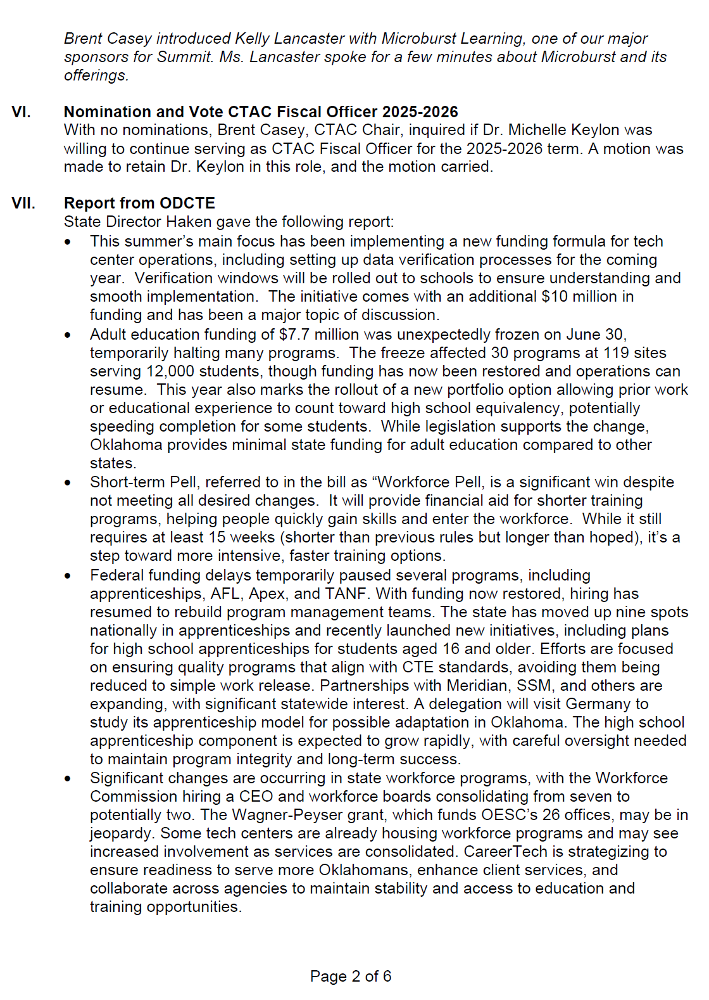 Brent Casey introduced Kelly Lancaster with Microburst Learning, one of our major
sponsors for Summit. Ms. Lancaster spoke for a few minutes about Microburst and its
offerings.
VI. Nomination and Vote CTAC Fiscal Officer 2025-2026
With no nominations, Brent Casey, CTAC Chair, inquired if Dr. Michelle Keylon was
willing to continue serving as CTAC Fiscal Officer for the 2025-2026 term. A motion was
made to retain Dr. Keylon in this role, and the motion carried.
VII. Report from ODCTE
State Director Haken gave the following report:
• This summer’s main focus has been implementing a new funding formula for tech
center operations, including setting up data verification processes for the coming
year.  Verification windows will be rolled out to schools to ensure understanding and
smooth implementation.  The initiative comes with an additional $10 million in
funding and has been a major topic of discussion.
• Adult education funding of $7.7 million was unexpectedly frozen on June 30,
temporarily halting many programs.  The freeze affected 30 programs at 119 sites
serving 12,000 students, though funding has now been restored and operations can
resume.  This year also marks the rollout of a new portfolio option allowing prior work
or educational experience to count toward high school equivalency, potentially
speeding completion for some students.  While legislation supports the change,
Oklahoma provides minimal state funding for adult education compared to other
states.
• Short-term Pell, referred to in the bill as “Workforce Pell, is a significant win despite
not meeting all desired changes.  It will provide financial aid for shorter training
programs, helping people quickly gain skills and enter the workforce.  While it still
requires at least 15 weeks (shorter than previous rules but longer than hoped), it’s a
step toward more intensive, faster training options.
• Federal funding delays temporarily paused several programs, including
apprenticeships, AFL, Apex, and TANF. With funding now restored, hiring has
resumed to rebuild program management teams. The state has moved up nine spots
nationally in apprenticeships and recently launched new initiatives, including plans
for high school apprenticeships for students aged 16 and older. Efforts are focused
on ensuring quality programs that align with CTE standards, avoiding them being
reduced to simple work release. Partnerships with Meridian, SSM, and others are
expanding, with significant statewide interest. A delegation will visit Germany to
study its apprenticeship model for possible adaptation in Oklahoma. The high school
apprenticeship component is expected to grow rapidly, with careful oversight needed
to maintain program integrity and long-term success.
• Significant changes are occurring in state workforce programs, with the Workforce
Commission hiring a CEO and workforce boards consolidating from seven to
potentially two. The Wagner-Peyser grant, which funds OESC’s 26 offices, may be in
jeopardy. Some tech centers are already housing workforce programs and may see
increased involvement as services are consolidated. CareerTech is strategizing to
ensure readiness to serve more Oklahomans, enhance client services, and
collaborate across agencies to maintain stability and access to education and
training opportunities.
Page 2 of 6